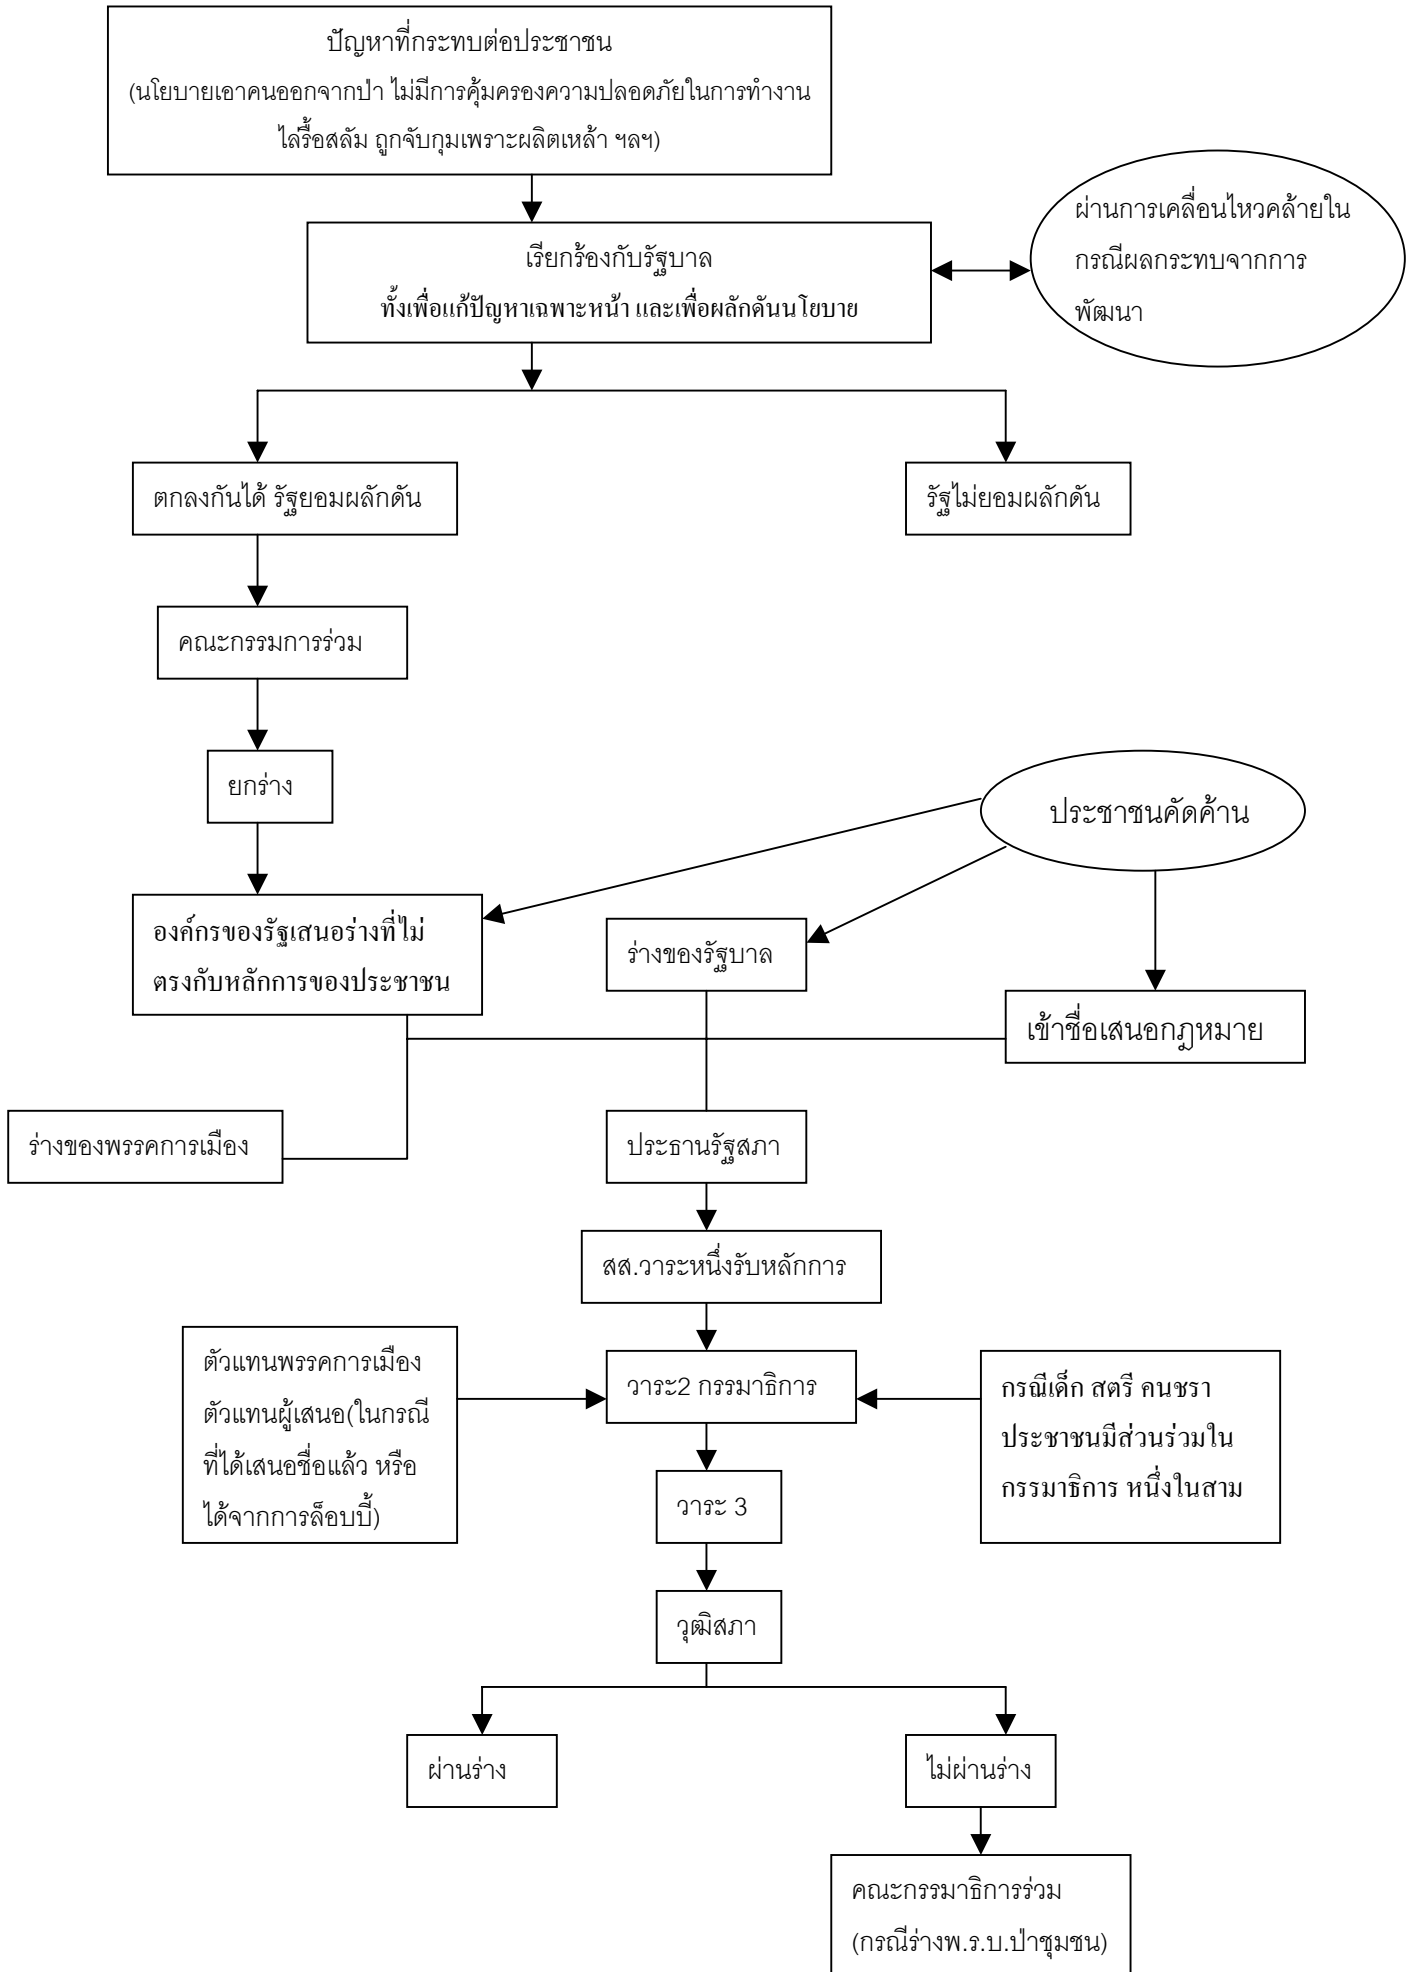 ปัญหาที่กระทบต่อประชาชน
(นโยบายเอาคนออกจากป่า ไม่มีการคุ้มครองความปลอดภัยในการทำงาน
ไล่รื้อสลัม ถูกจับกุมเพราะผลิตเหล้า ฯลฯ)
ผ่านการเคลื่อนไหวคล้ายใน
กรณีผลกระทบจากการ
พัฒนา
เรียกร้องกับรัฐบาล
ทั้งเพื่อแก้ปัญหาเฉพาะหน้า และเพื่อผลักดันนโยบาย
ตกลงกันได้ รัฐยอมผลักดัน
รัฐไม่ยอมผลักดัน
คณะกรรมการร่วม
ยกร่าง
ประชาชนคัดค้าน
องค์กรของรัฐเสนอร่างที่ไม่
ตรงกับหลักการของประชาชน
ร่างของรัฐบาล
เข้าชื่อเสนอกฎหมาย
ร่างของพรรคการเมือง
ประธานรัฐสภา
สส.วาระหนึ่งรับหลักการ
ตัวแทนพรรคการเมือง
ตัวแทนผู้เสนอ(ในกรณี
ที่ได้เสนอชื่อแล้ว หรือ
ได้จากการล็อบบี้)
วาระ2 กรรมาธิการ
กรณีเด็ก สตรี คนชรา
ประชาชนมีส่วนร่วมใน
กรรมาธิการ หนึ่งในสาม
วาระ 3
วุฒิสภา
ผ่านร่าง
ไม่ผ่านร่าง
คณะกรรมาธิการร่วม
(กรณีร่างพ.ร.บ.ป่าชุมชน)